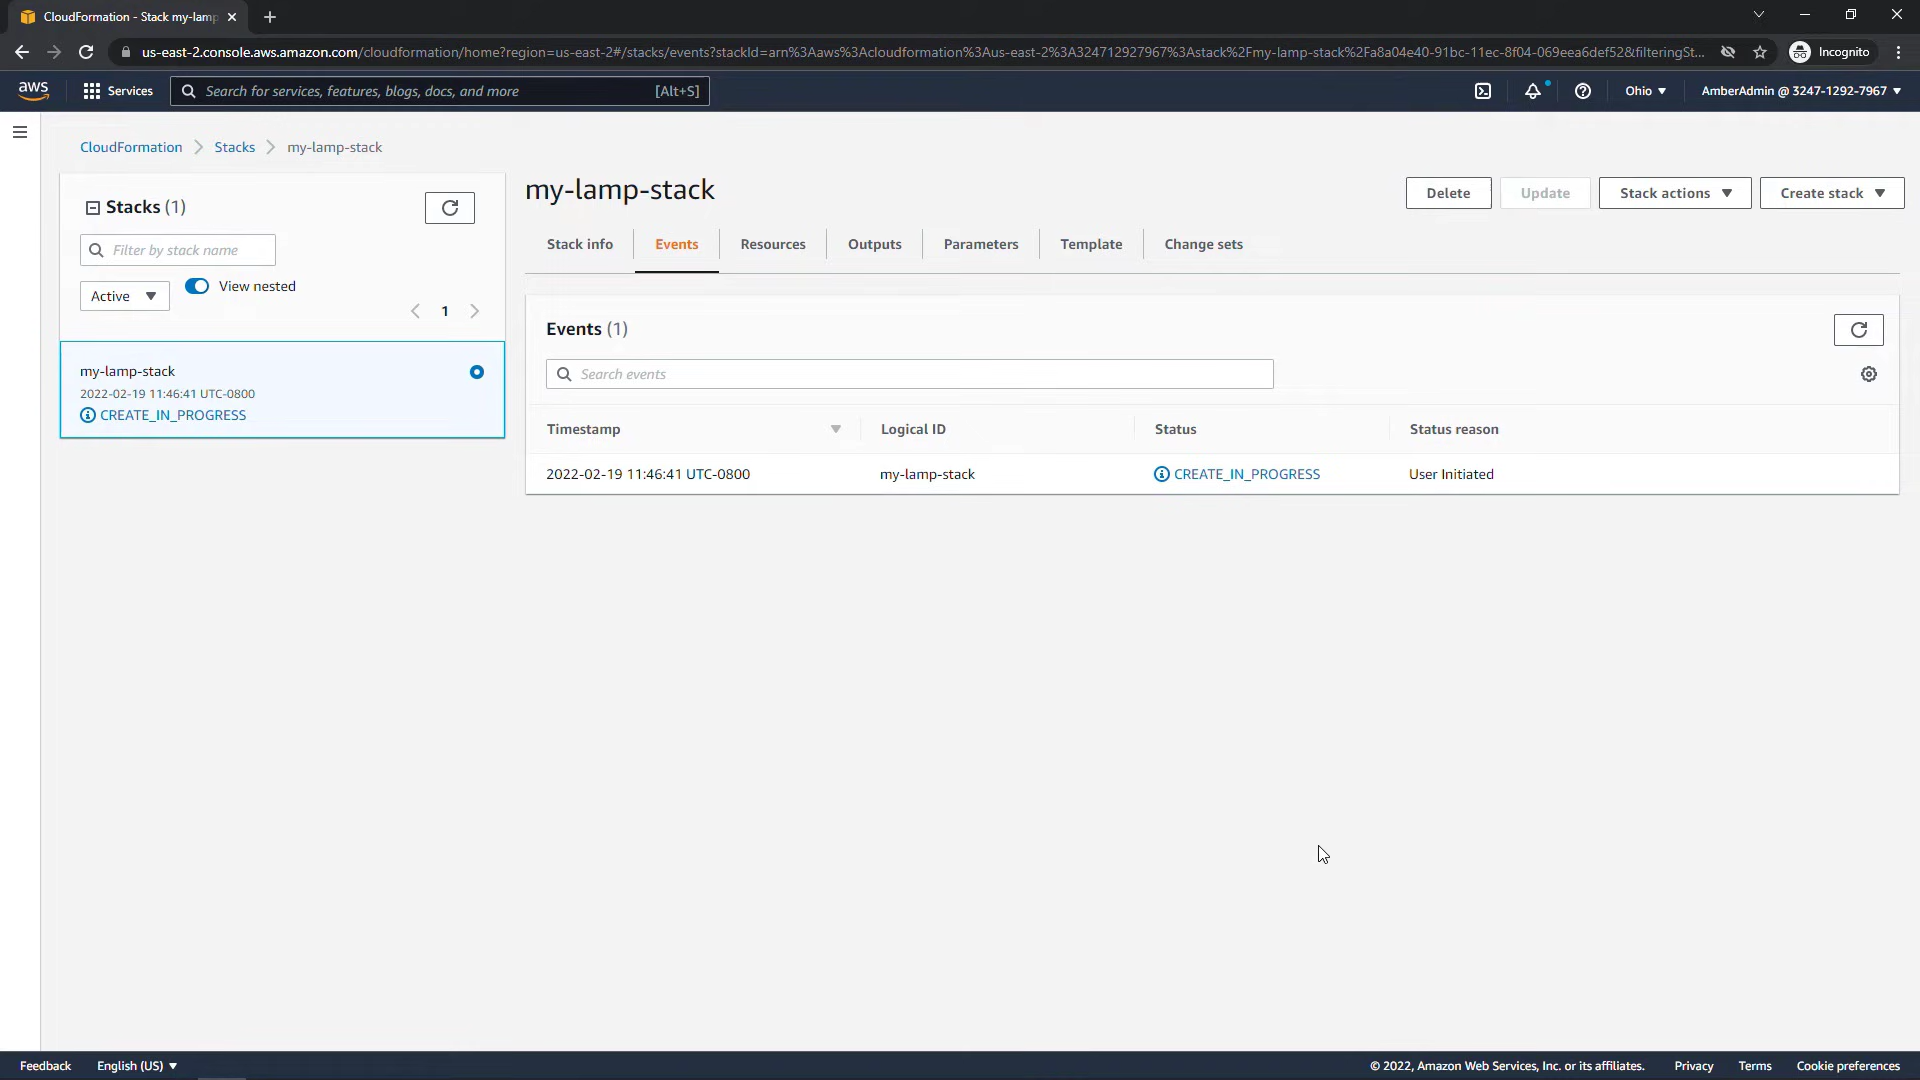 CloudFormation - Stack my-lamp
us-east-2.console.aws.amazon.com/cloudformation/home?region=us-east-2#/stacks/events?stackId=arn%3Aaws%3Acloudformation%3Aus-east-2%3A324712927967%3Astack%2Fmy-lamp-stack%2Fa8a04e40-91bc-11ec-8f04-069eea6def52&filteringSt...
Incognito
aws
Services
Search for services, features, blogs, docs, and more
[Alt+S]
Ohio
AmberAdmin @ 3247-1292-7967
CloudFormation
Stacks
my-lamp-stack
Stacks (1)
Filter by stack name
Active
View nested
1
my-lamp-stack
2022-02-19 11:46:41 UTC-0800
CREATE_IN_PROGRESS
my-lamp-stack
Delete
Update
Stack actions
Create stack
Stack info
Events
Resources
Outputs
Parameters
Template
Change sets
Events (1)
Search events
Timestamp
Logical ID
Status
Status reason
2022-02-19 11:46:41 UTC-0800
my-lamp-stack
CREATE_IN_PROGRESS
User Initiated
Feedback
English (US)
© 2022, Amazon Web Services, Inc. or its affiliates.
Privacy
Terms
Cookie preferences